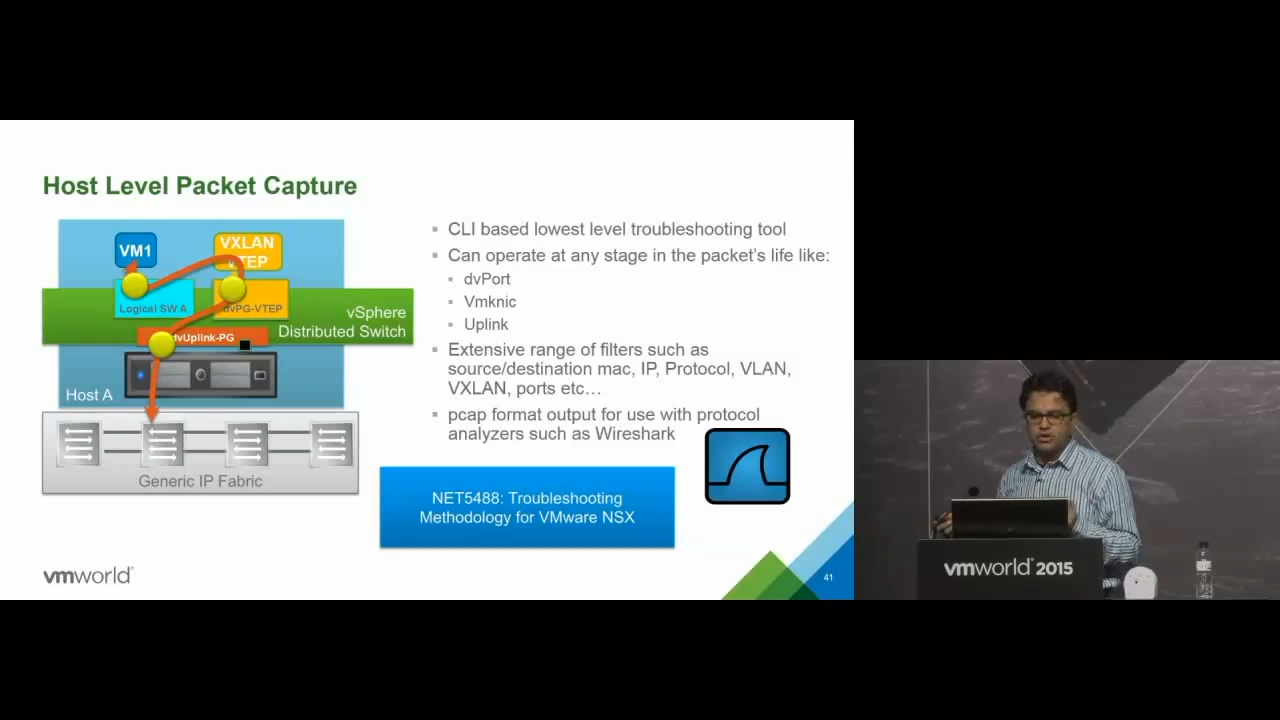 Host Level Packet Capture
VM1
VXLAN
VTEP
Logical SW A
dvPG-VTEP
vSphere
Distributed Switch
dvUplink-PG
Host A
Generic IP Fabric
CLI based lowest level troubleshooting tool
Can operate at any stage in the packet's life like:
dvPort
Vmknic
Uplink
Extensive range of filters such as
source/destination mac, IP, Protocol, VLAN,
VXLAN, ports etc…
pcap format output for use with protocol
analyzers such as Wireshark
NET5488: Troubleshooting
Methodology for VMware NSX
vmworld®
41
vmworld® 2015